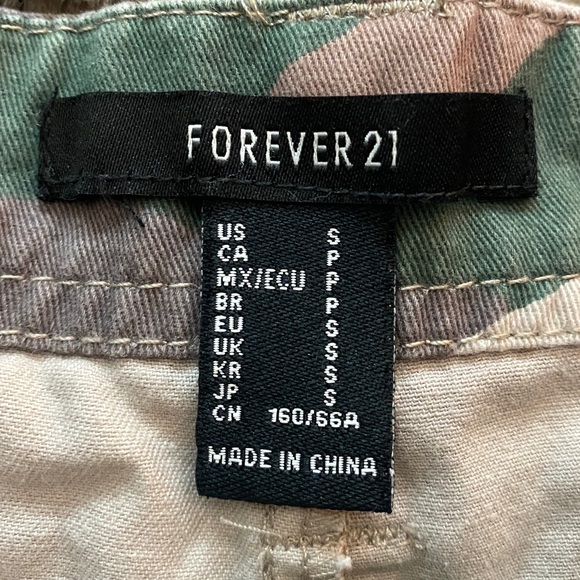 FOREVER 21
US S
CA P
MX/ECU P
BR P
EU S
UK S
KR S
JP S
CN 160/66A
MADE IN CHINA